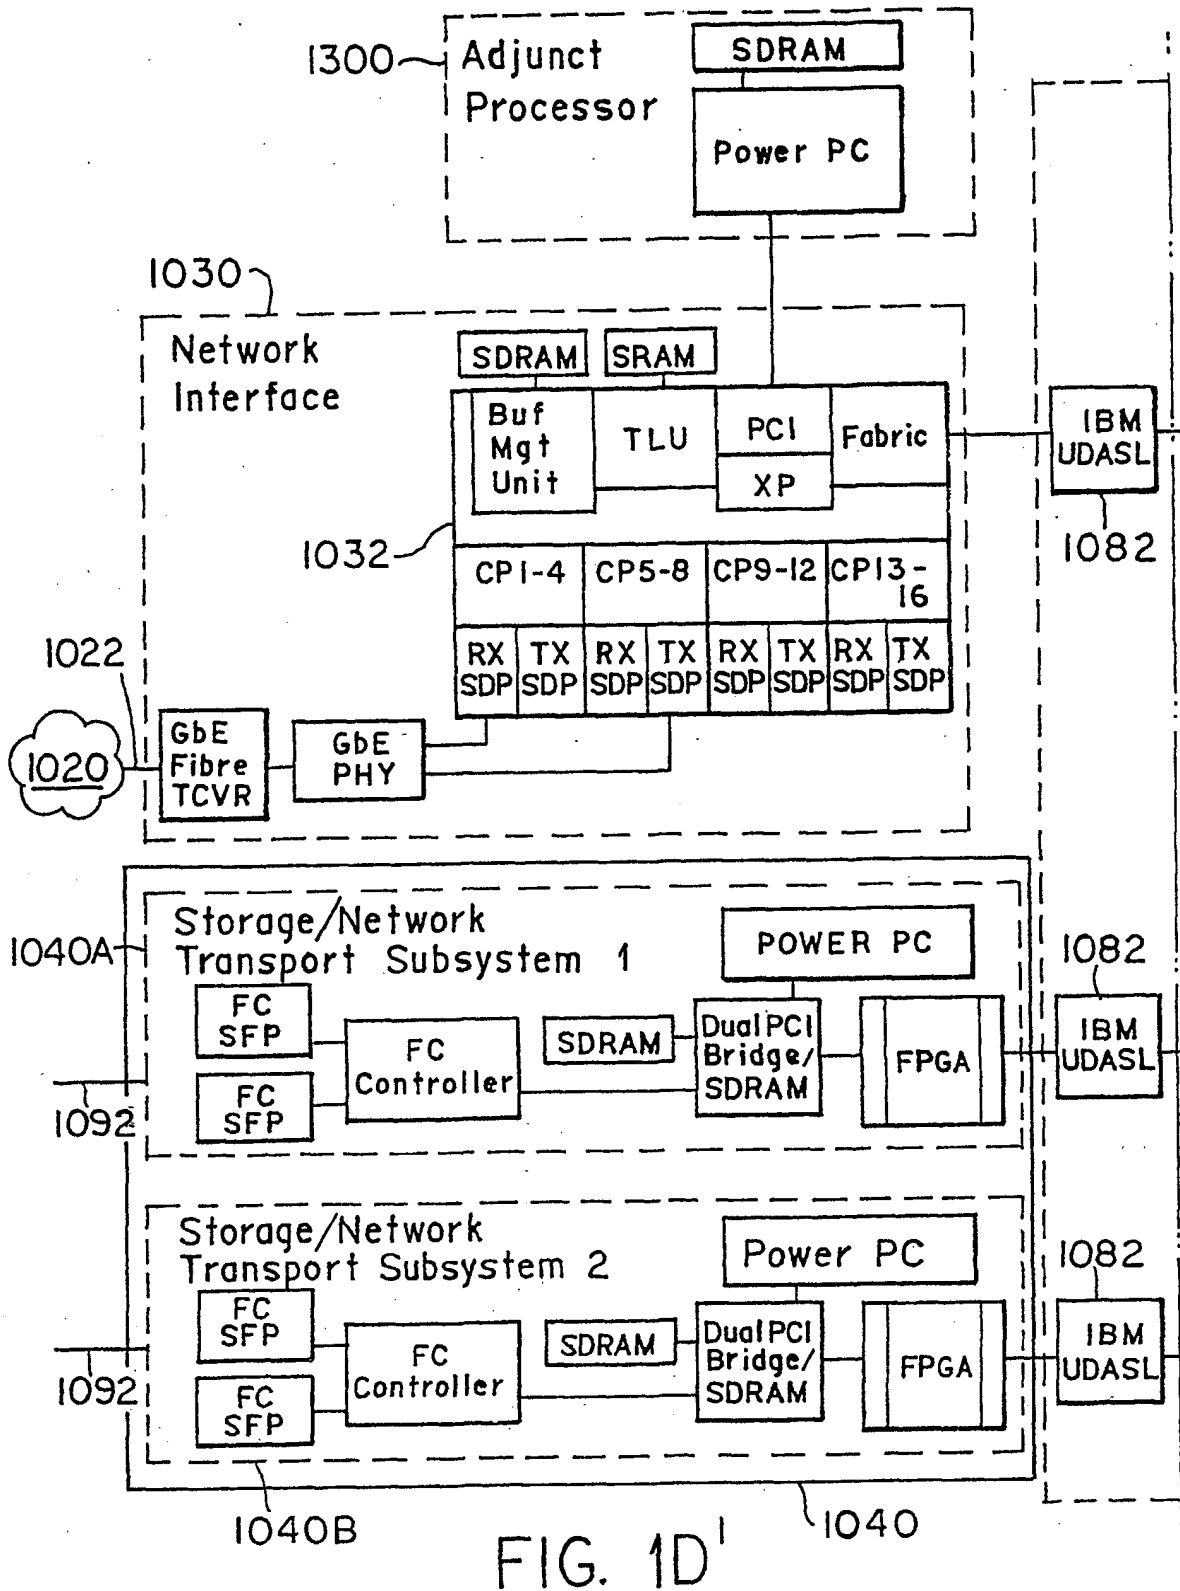 1300
Adjunct
Processor
SDRAM
Power PC
1030
Network
Interface
SDRAM
SRAM
Buf
Mgt
Unit
TLU
PCI
XP
Fabric
IBM
UDASL
1082
1032
CP1-4
CP5-8
CP9-12
CP13-
16
RX
SDP
TX
SDP
RX
SDP
TX
SDP
RX
SDP
TX
SDP
RX
SDP
TX
SDP
1022
1020
GbE
Fibre
TCVR
GbE
PHY
1040A
Storage/Network
Transport Subsystem 1
POWER PC
FC
SFP
FC
SFP
FC
Controller
SDRAM
Dual PCI
Bridge/
SDRAM
FPGA
1082
IBM
UDASL
1092
Storage/Network
Transport Subsystem 2
Power PC
FC
SFP
FC
SFP
FC
Controller
SDRAM
Dual PCI
Bridge/
SDRAM
FPGA
1082
IBM
UDASL
1092
1040B
1040
FIG. 1D'